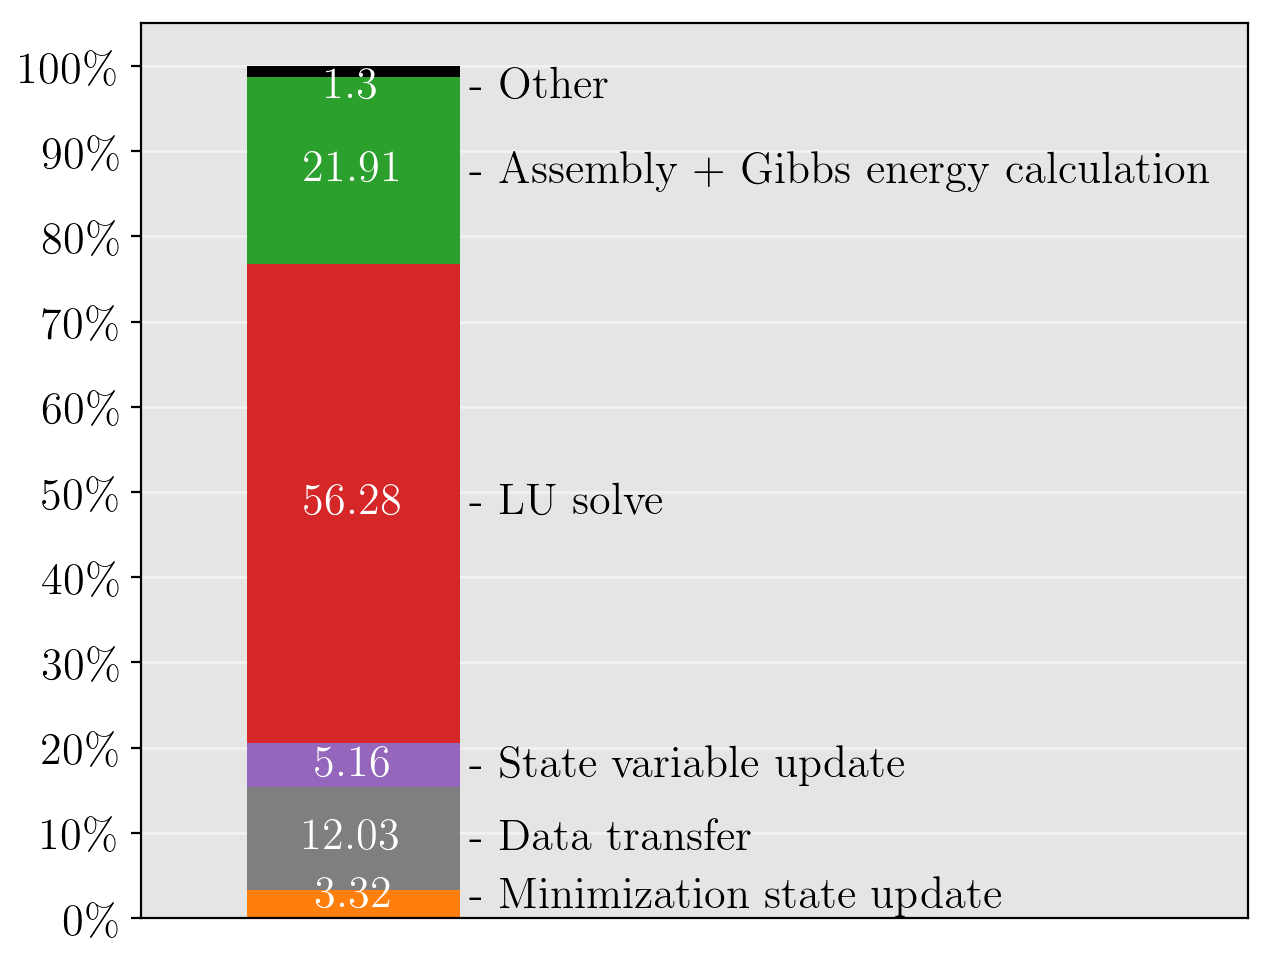 100%
1.3 - Other
90%
21.91 - Assembly + Gibbs energy calculation
80%
70%
60%
50%
56.28 - LU solve
40%
30%
20%
5.16 - State variable update
10%
12.03 - Data transfer
3.32 - Minimization state update
0%